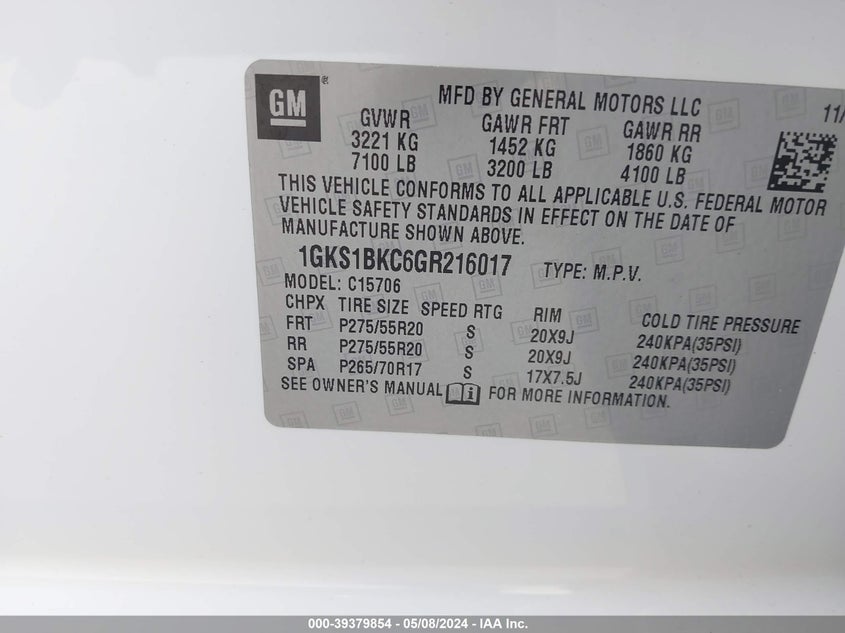 GM ®
MFD BY GENERAL MOTORS LLC 11/
GVWR GAWR FRT GAWR RR
3221 KG 1452 KG 1860 KG
7100 LB 3200 LB 4100 LB
THIS VEHICLE CONFORMS TO ALL APPLICABLE U.S. FEDERAL MOTOR
VEHICLE SAFETY STANDARDS IN EFFECT ON THE DATE OF
MANUFACTURE SHOWN ABOVE.
1GKS1BKC6GR216017 TYPE: M.P.V.
MODEL: C15706
CHPX TIRE SIZE SPEED RTG RIM COLD TIRE PRESSURE
FRT P275/55R20 S 20X9J 240KPA(35PSI)
RR P275/55R20 S 20X9J 240KPA(35PSI)
SPA P265/70R17 S 17X7.5J 240KPA(35PSI)
SEE OWNER'S MANUAL FOR MORE INFORMATION.
000-39379854 - 05/08/2024 - IAA Inc.